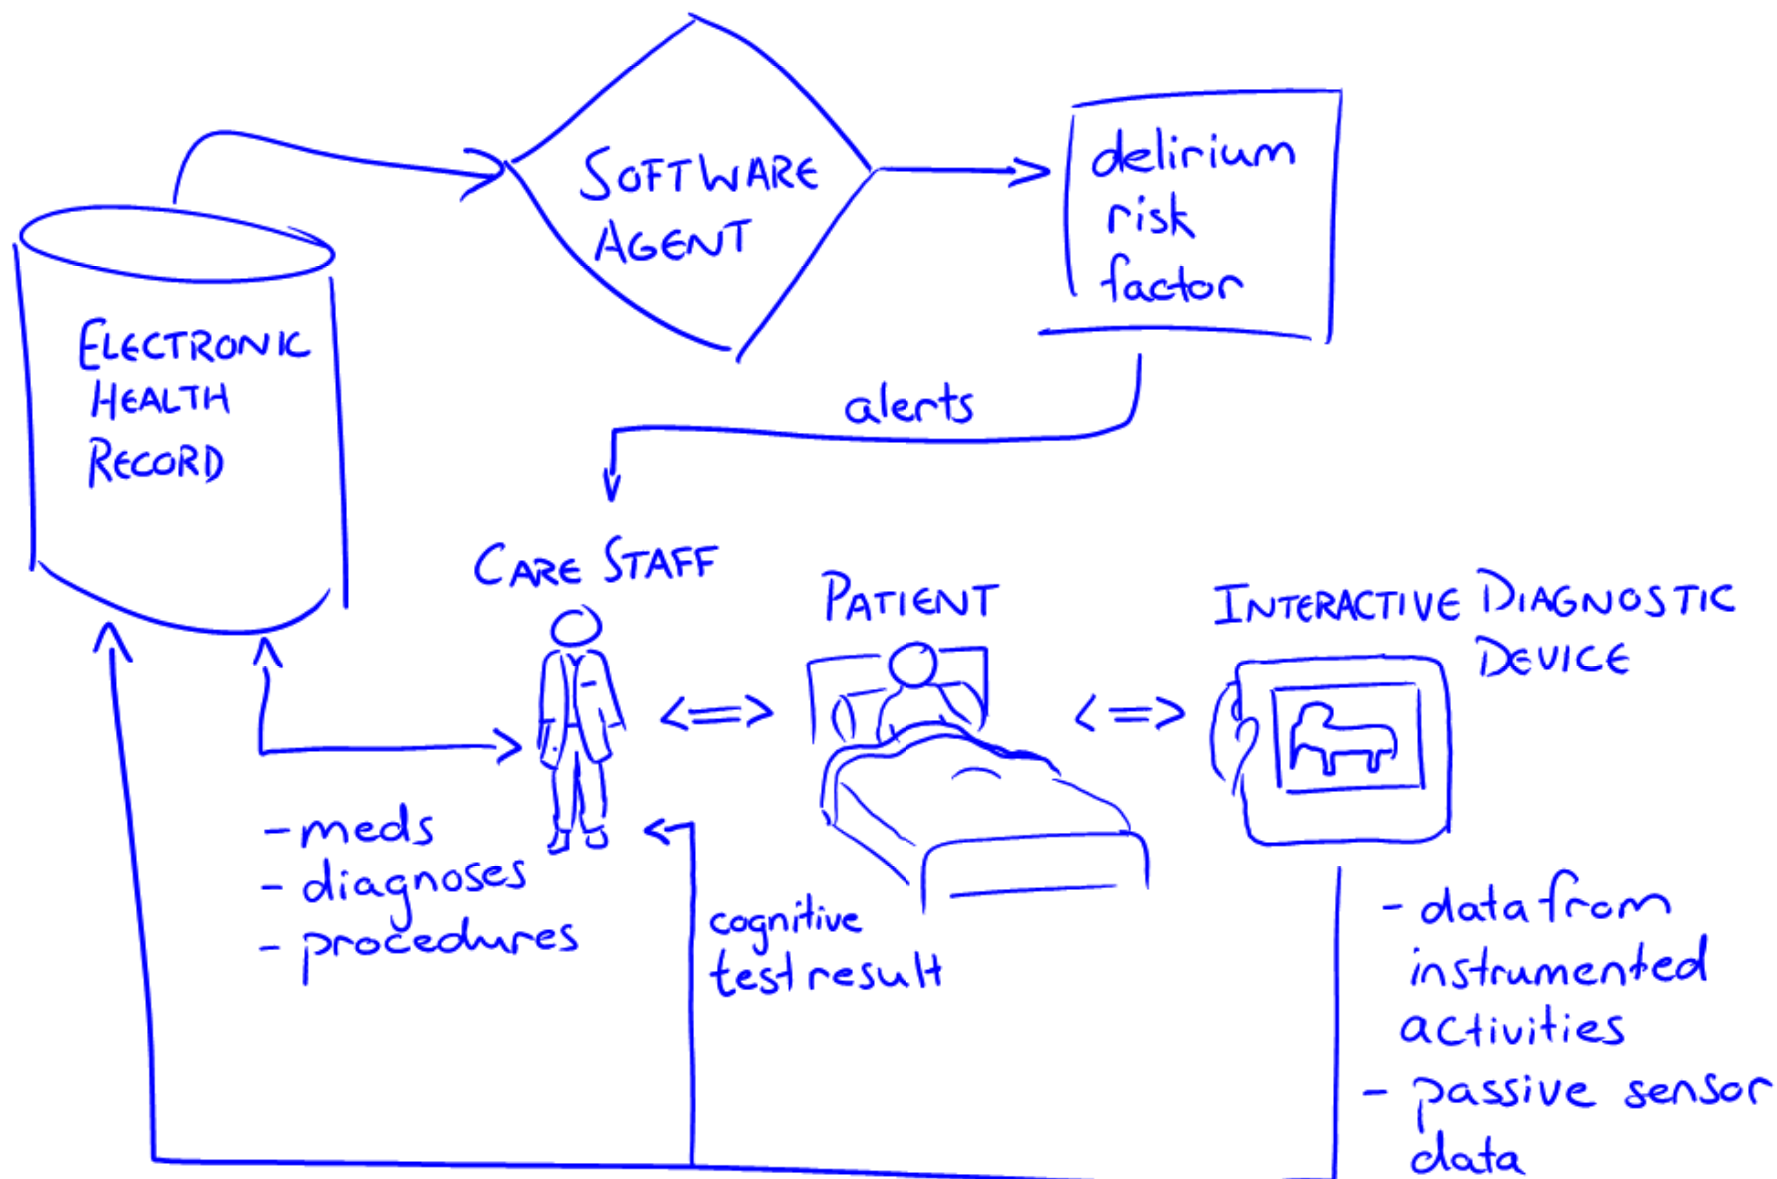 SOFTWARE
AGENT
delirium
risk
factor
ELECTRONIC
HEALTH
RECORD
alerts
CARE STAFF
PATIENT
INTERACTIVE DIAGNOSTIC
DEVICE
- meds
- diagnoses
- procedures
cognitive
test result
- data from
instrumented
activities
- passive sensor
data